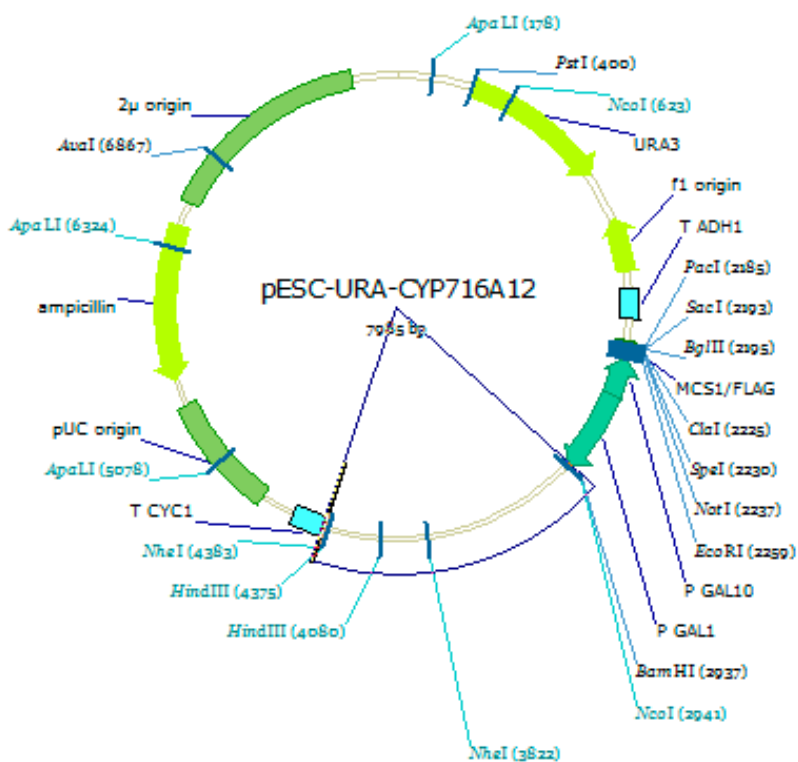 ApaLI (178)
PstI (400)
NcoI (623)
URA3
f1 origin
T ADH1
PacI (2185)
SacI (2193)
BglII (2195)
MCS1/FLAG
ClaI (2225)
SpeI (2230)
NotI (2237)
EcoRI (2259)
P GAL10
P GAL1
BamHI (2937)
NcoI (2941)
NheI (3822)
HindIII (4080)
HindIII (4375)
NheI (4383)
T CYC1
ApaLI (5078)
pUC origin
ampicillin
ApaLI (6324)
AvaI (6867)
2µ origin
pESC-URA-CYP716A12
7985 bp